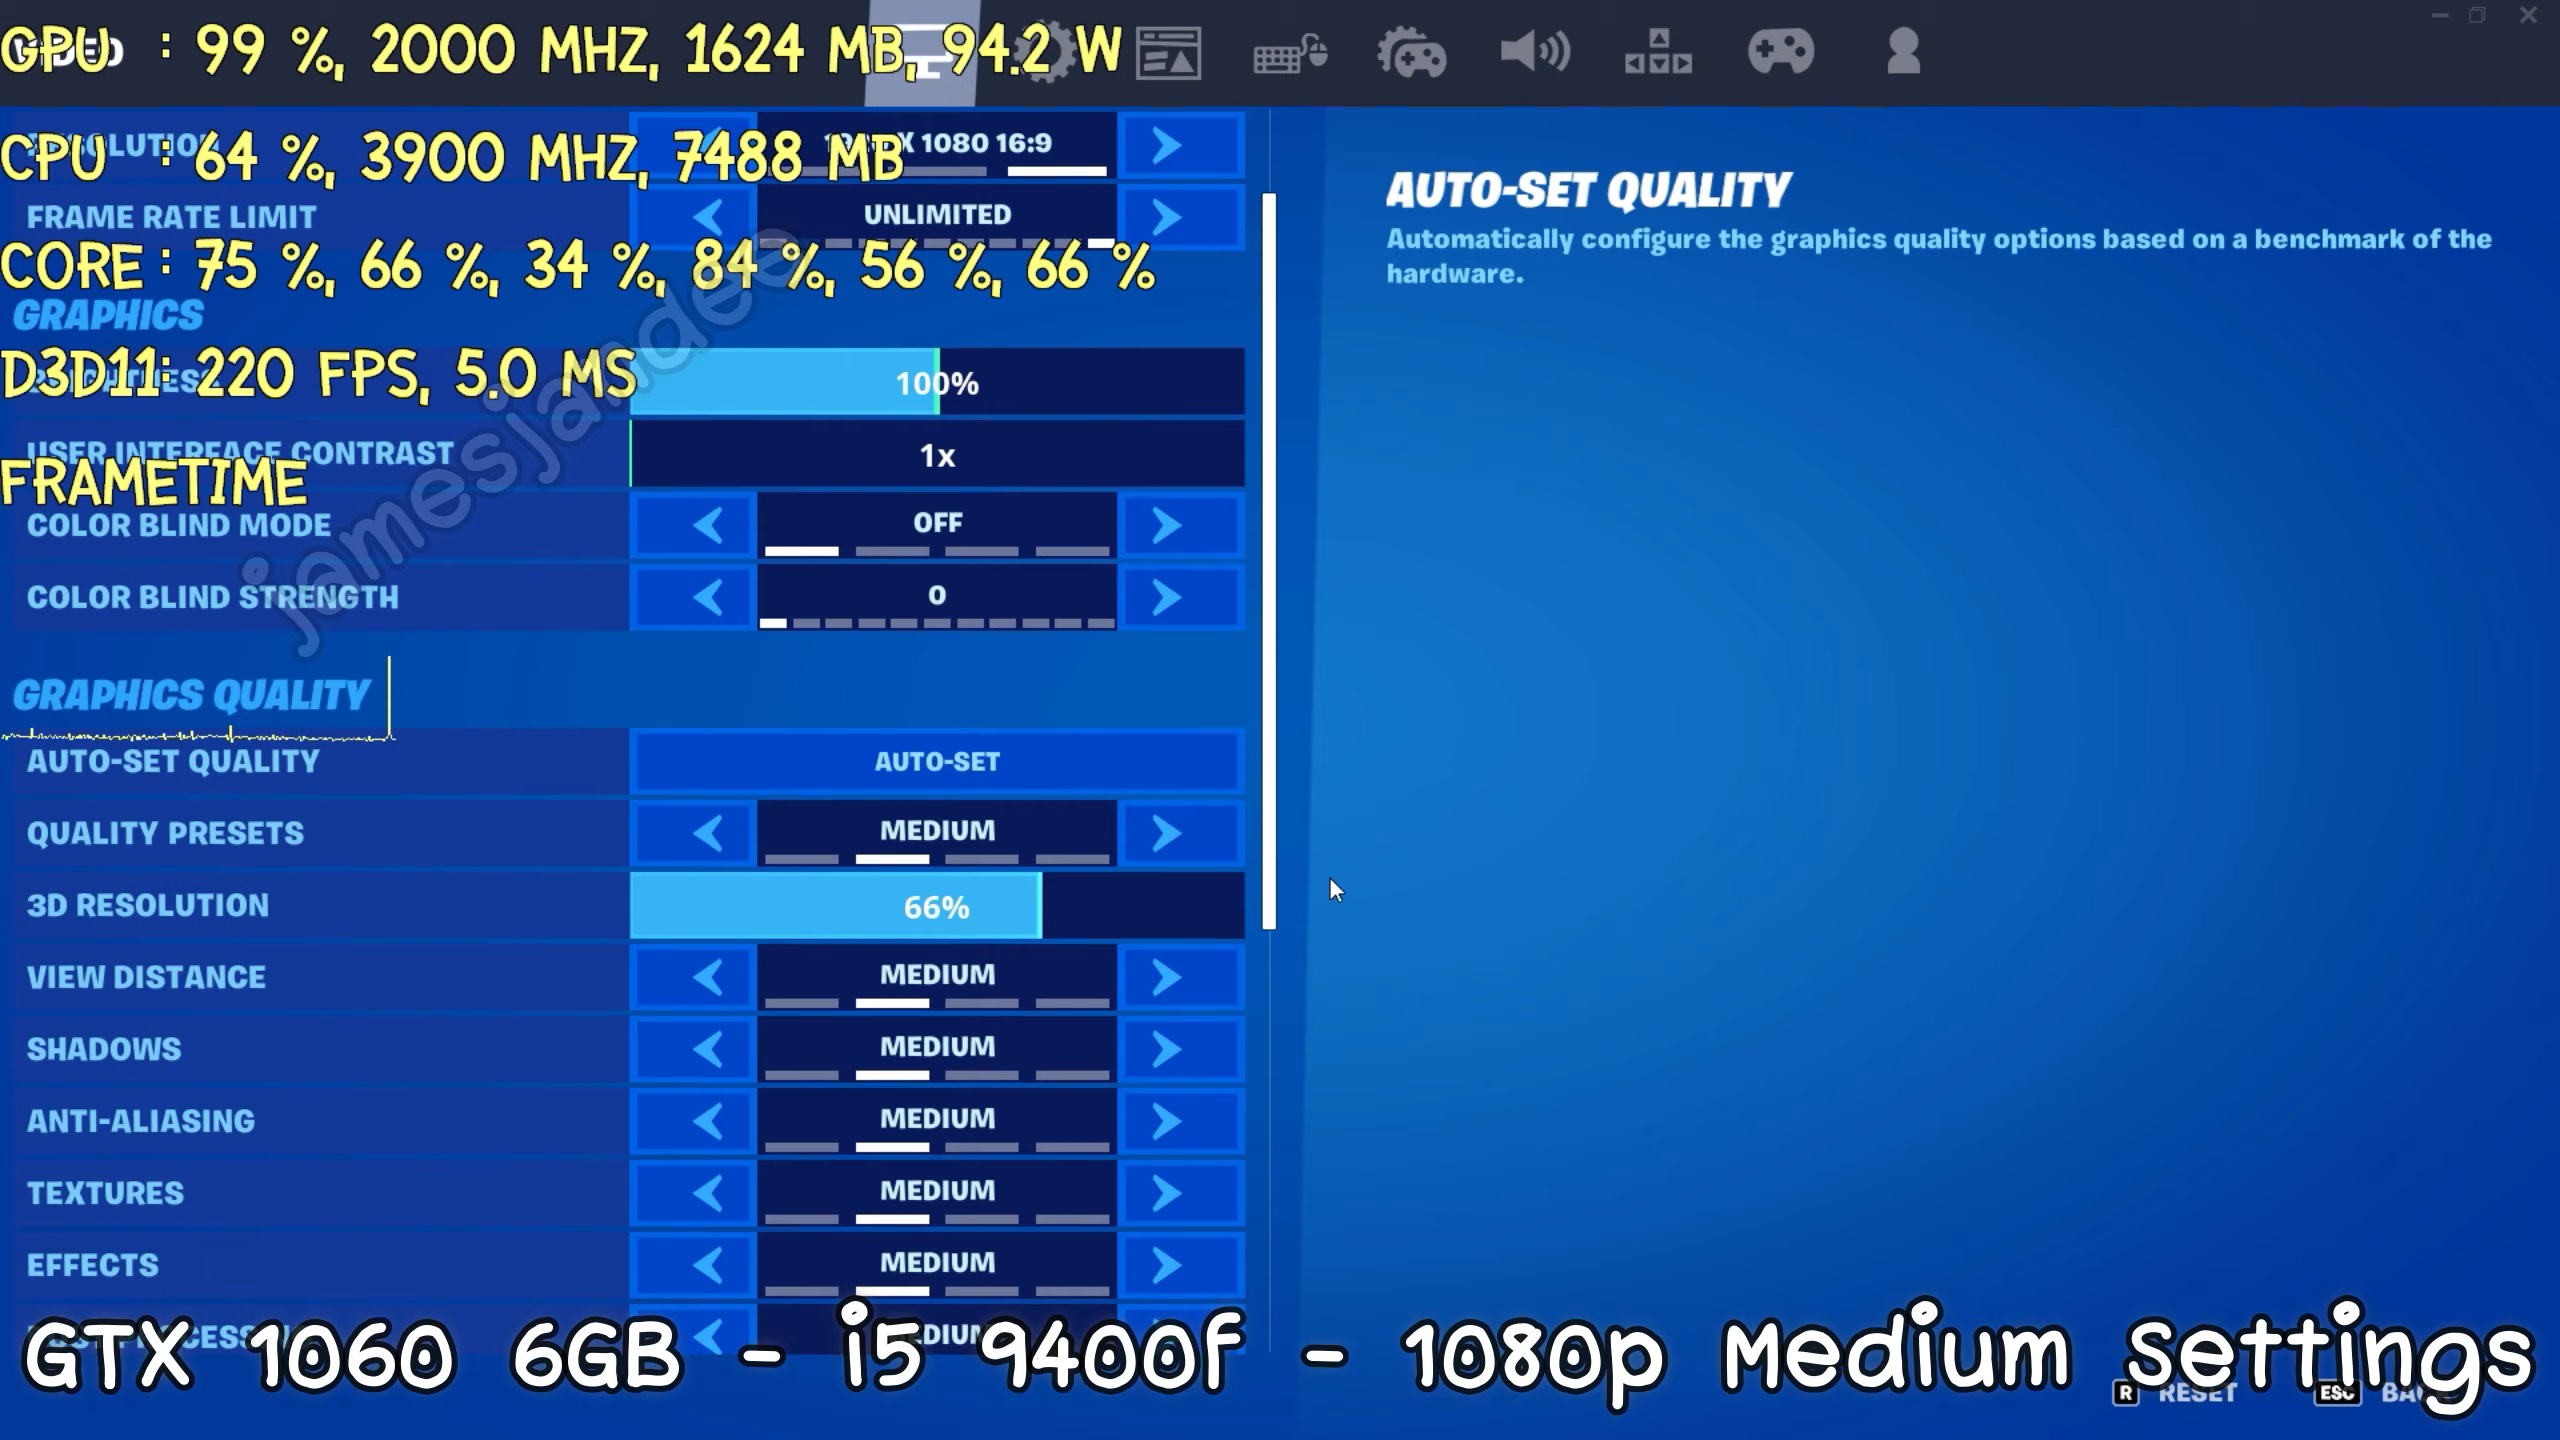 GPU : 99 %, 2000 MHZ, 1624 MB, 94.2 W
CPU : 64 %, 3900 MHZ, 7488 MB
X 1080 16:9
FRAME RATE LIMIT UNLIMITED
CORE : 75 %, 66 %, 34 %, 84 %, 56 %, 66 %
GRAPHICS
D3D11: 220 FPS, 5.0 MS
100%
USER INTERFACE CONTRAST 1x
FRAMETIME
COLOR BLIND MODE OFF
COLOR BLIND STRENGTH 0
jamesjandee
GRAPHICS QUALITY
AUTO-SET QUALITY AUTO-SET
QUALITY PRESETS MEDIUM
3D RESOLUTION 66%
VIEW DISTANCE MEDIUM
SHADOWS MEDIUM
ANTI-ALIASING MEDIUM
TEXTURES MEDIUM
EFFECTS MEDIUM
GTX 1060 6GB - i5 9400f - 1080p Medium Settings
R RESET ESC
AUTO-SET QUALITY
Automatically configure the graphics quality options based on a benchmark of the
hardware.